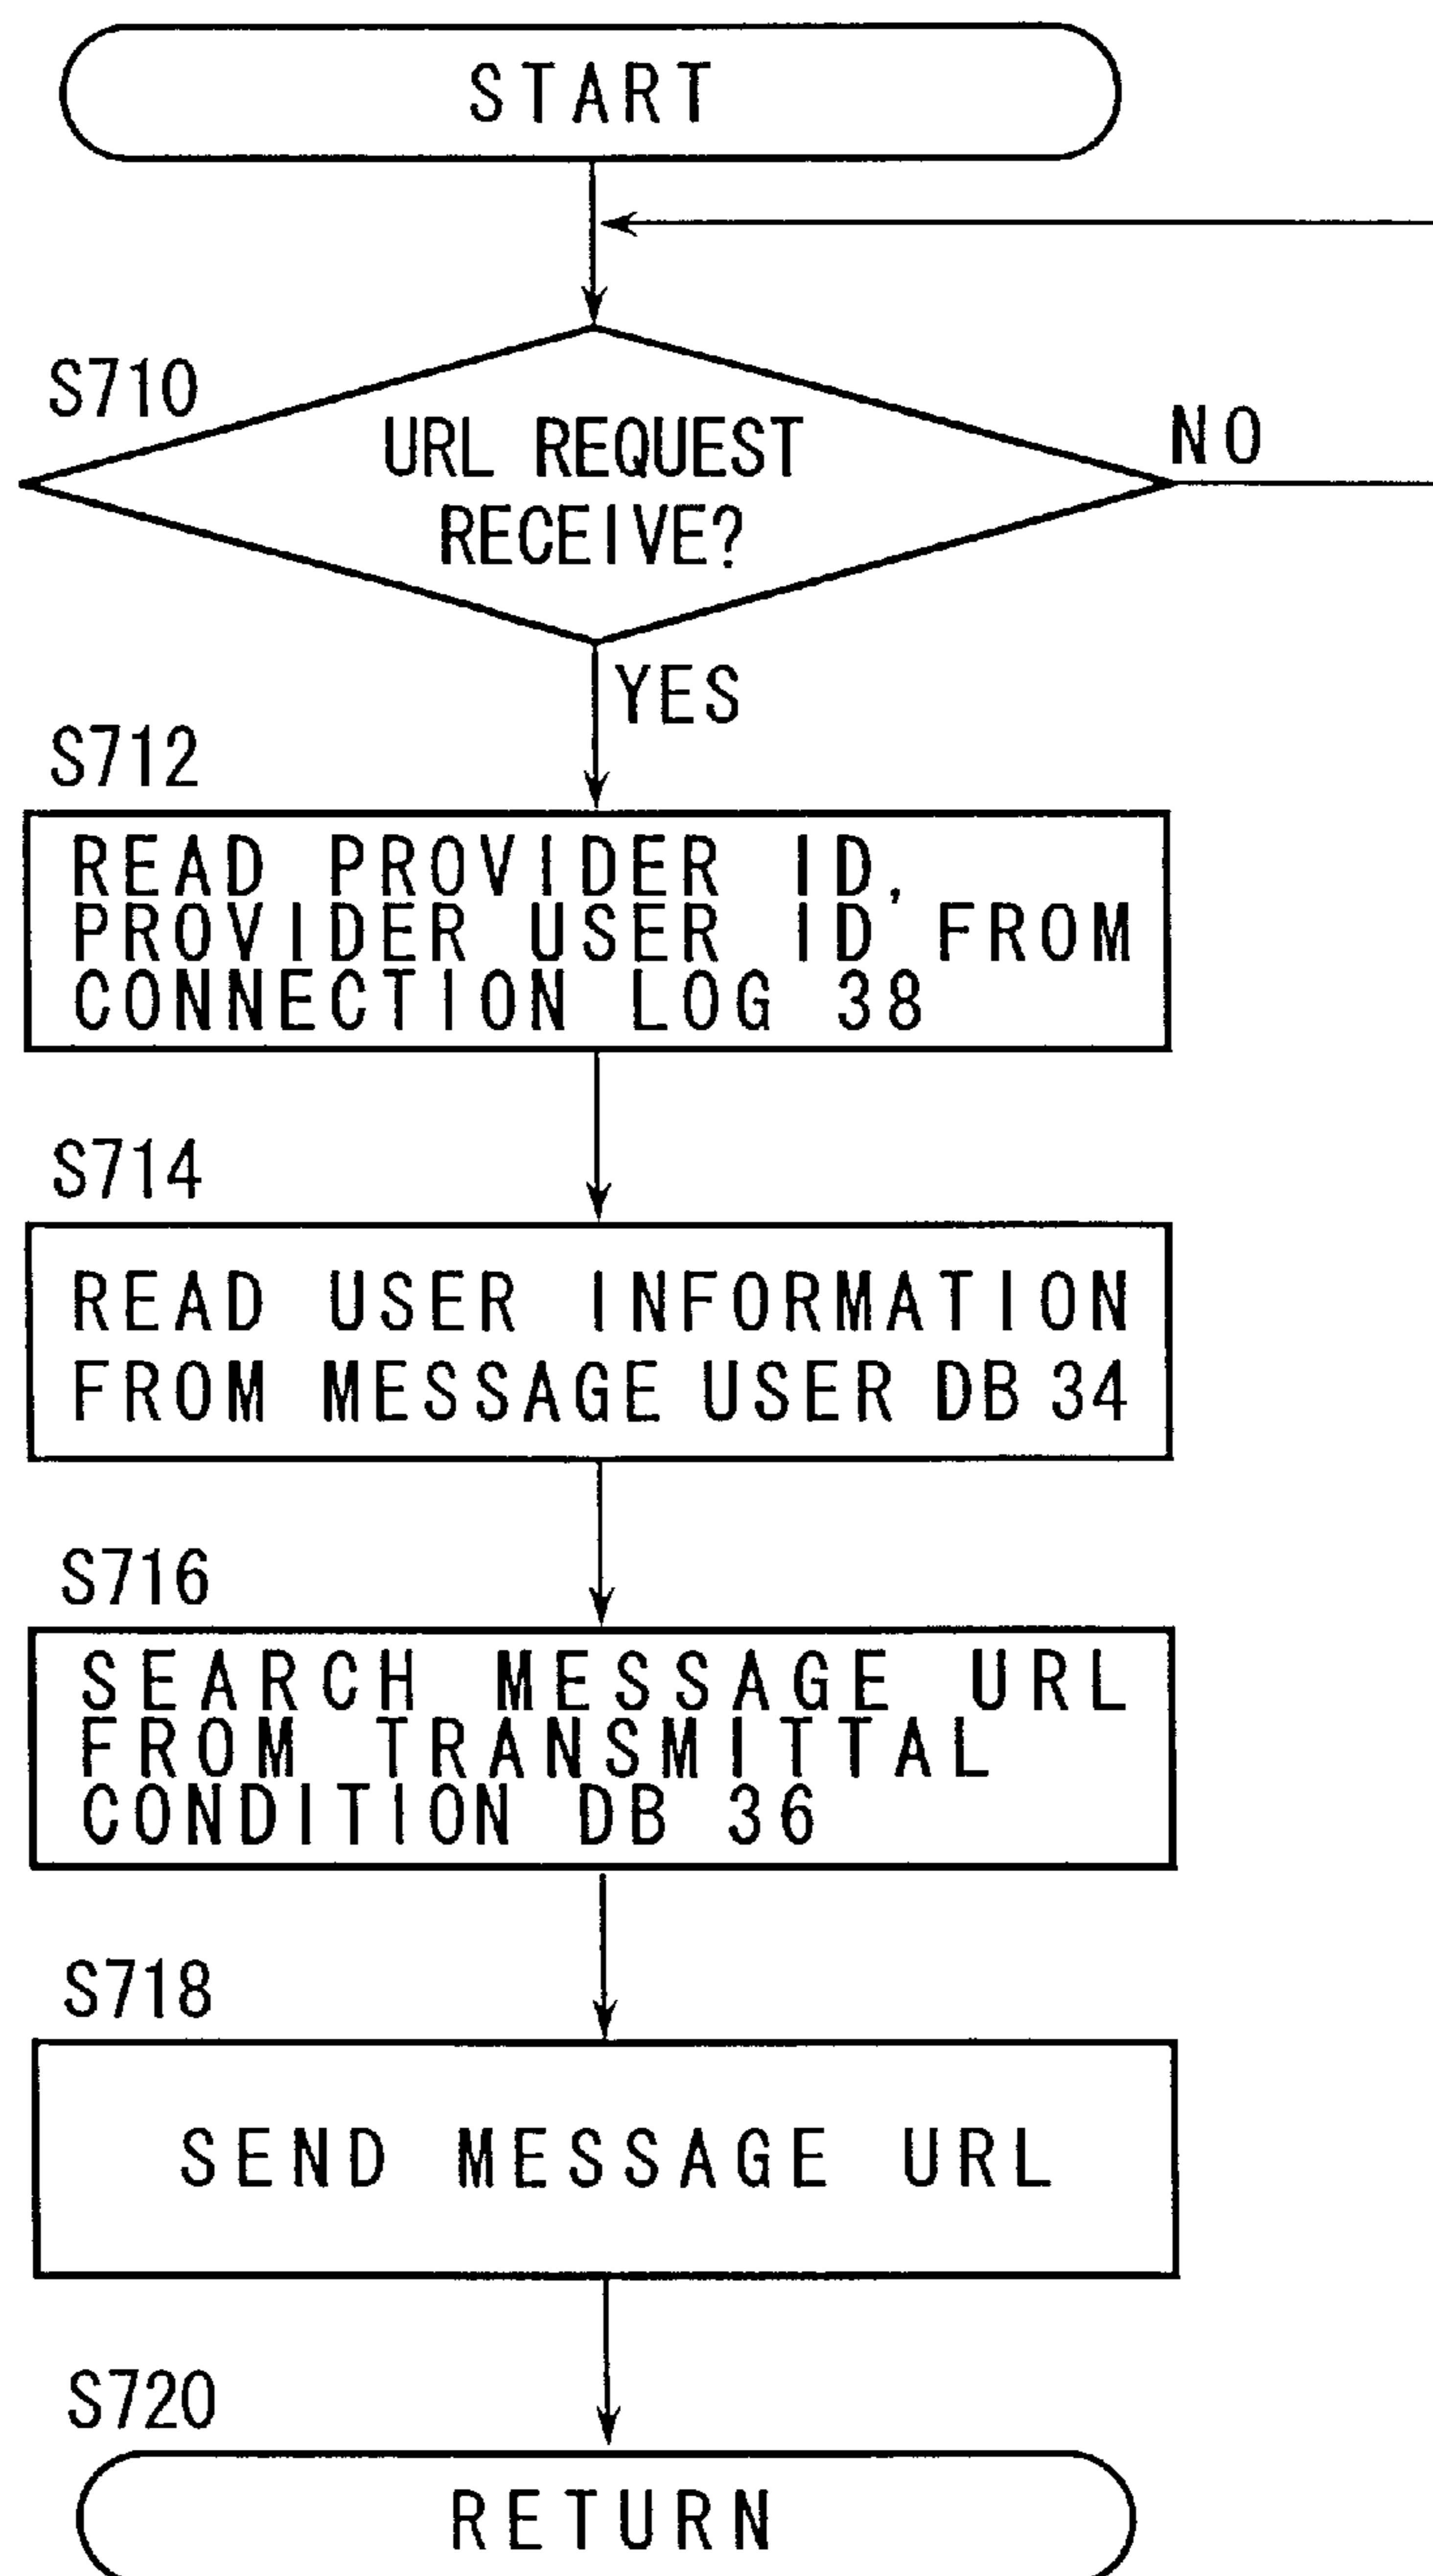 START
S710
URL REQUEST
RECEIVE?
NO
YES
S712
READ PROVIDER ID,
PROVIDER USER ID FROM
CONNECTION LOG 38
S714
READ USER INFORMATION
FROM MESSAGE USER DB 34
S716
SEARCH MESSAGE URL
FROM TRANSMITTAL
CONDITION DB 36
S718
SEND MESSAGE URL
S720
RETURN